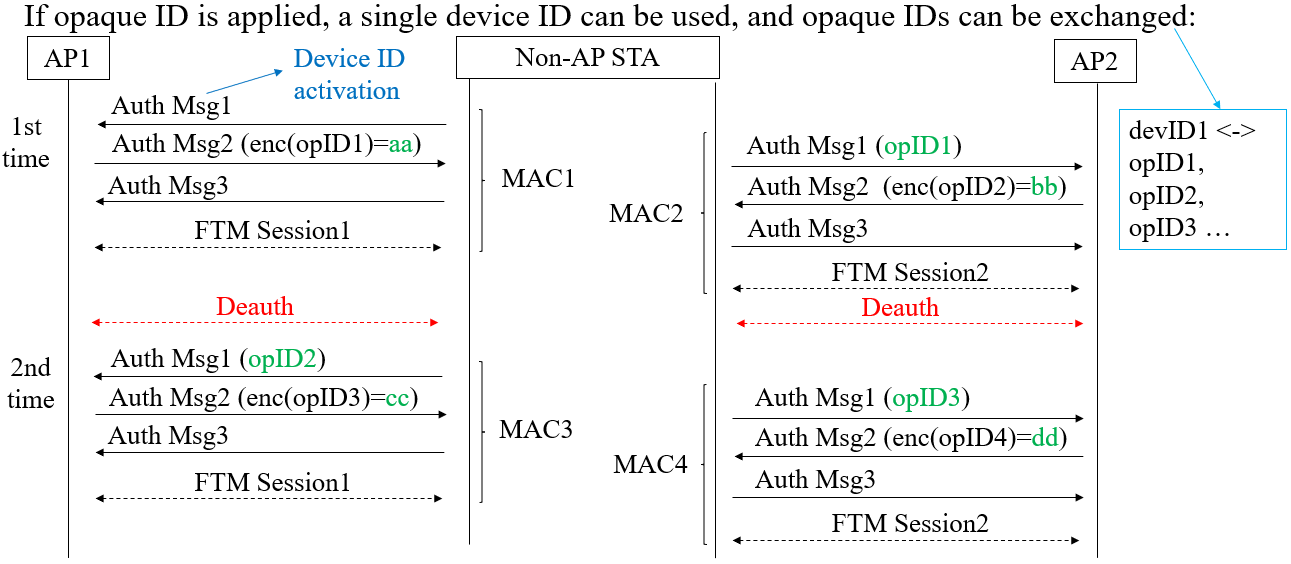 If opaque ID is applied, a single device ID can be used, and opaque IDs can be exchanged:
AP1
Non-AP STA
AP2
Device ID
activation
1st
time
Auth Msg1
Auth Msg2 (enc(opID1)=aa)
Auth Msg3
FTM Session1
MAC1
MAC2
Auth Msg1 (opID1)
Auth Msg2  (enc(opID2)=bb)
Auth Msg3
FTM Session2
devID1 <->
opID1,
opID2,
opID3 …
Deauth
Deauth
2nd
time
Auth Msg1 (opID2)
Auth Msg2 (enc(opID3)=cc)
Auth Msg3
FTM Session1
MAC3
MAC4
Auth Msg1 (opID3)
Auth Msg2 (enc(opID4)=dd)
Auth Msg3
FTM Session2